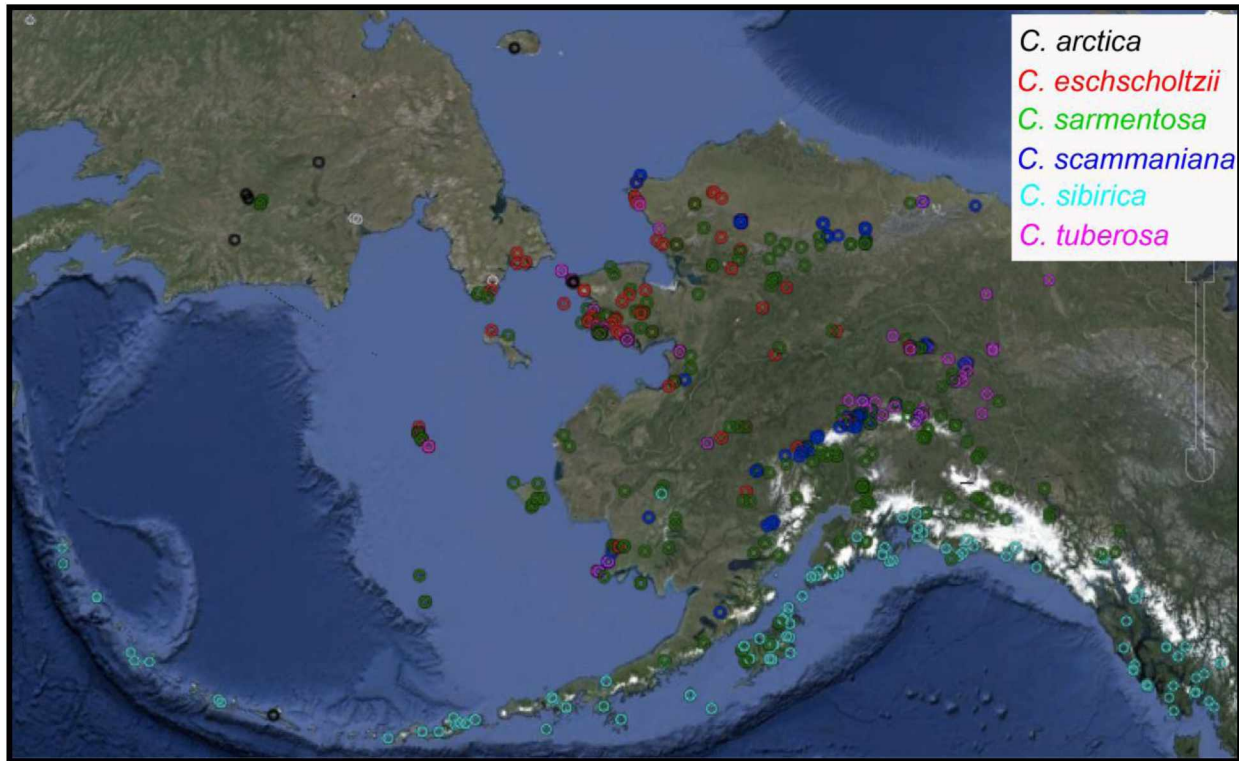 C. arctica
C. eschscholtzii
C. sarmentosa
C. scammaniana
C. sibirica
C. tuberosa